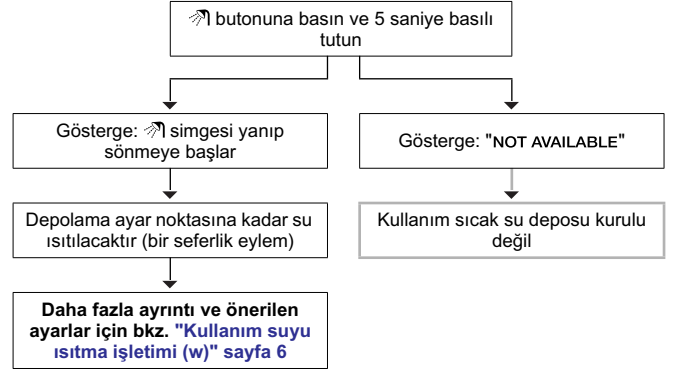 butonuna basın ve 5 saniye basılı
tutun
Gösterge: simgesi yanıp
sönmeye başlar
Gösterge: "NOT AVAILABLE"
Depolama ayar noktasına kadar su
ısıtılacaktır (bir seferlik eylem)
Kullanım sıcak su deposu kurulu
değil
Daha fazla ayrıntı ve önerilen
ayarlar için bkz. "Kullanım suyu
ısıtma işletimi (w)" sayfa 6